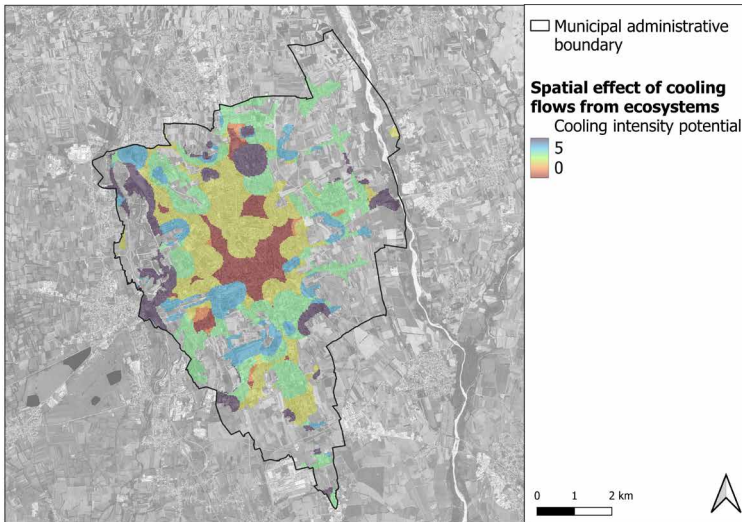 Municipal administrative
boundary
Spatial effect of cooling
flows from ecosystems
Cooling intensity potential
5
0
0 1 2 km